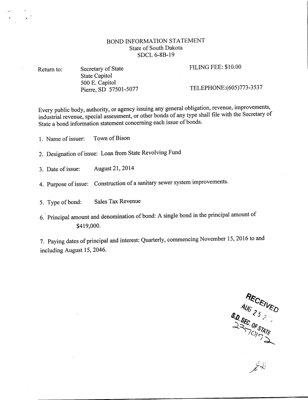 BOND INFORMATION STATEMENT
State of South Dakota
SDCL 6-8B-19
Return to: Secretary of State FILING FEE: $10.00
State Capitol
500 E. Capitol
Pierre, SD 57501-5077 TELEPHONE:(605)773-3537
Every public body, authority, or agency issuing any general obligation, revenue, improvements,
industrial revenue, special assessment, or other bonds of any type shall file with the Secretary of
State a bond information statement concerning each issue of bonds.
1. Name of issuer: Town of Bison
2. Designation of issue: Loan from State Revolving Fund
3. Date of issue: August 21, 2014
4. Purpose of issue: Construction of a sanitary sewer system improvements.
5. Type of bond: Sales Tax Revenue
6. Principal amount and denomination of bond: A single bond in the principal amount of
$419,000.
7. Paying dates of principal and interest: Quarterly, commencing November 15, 2016 to and
including August 15, 2046.
RECEIVED
AUG 25
S.D. SEC. OF STATE